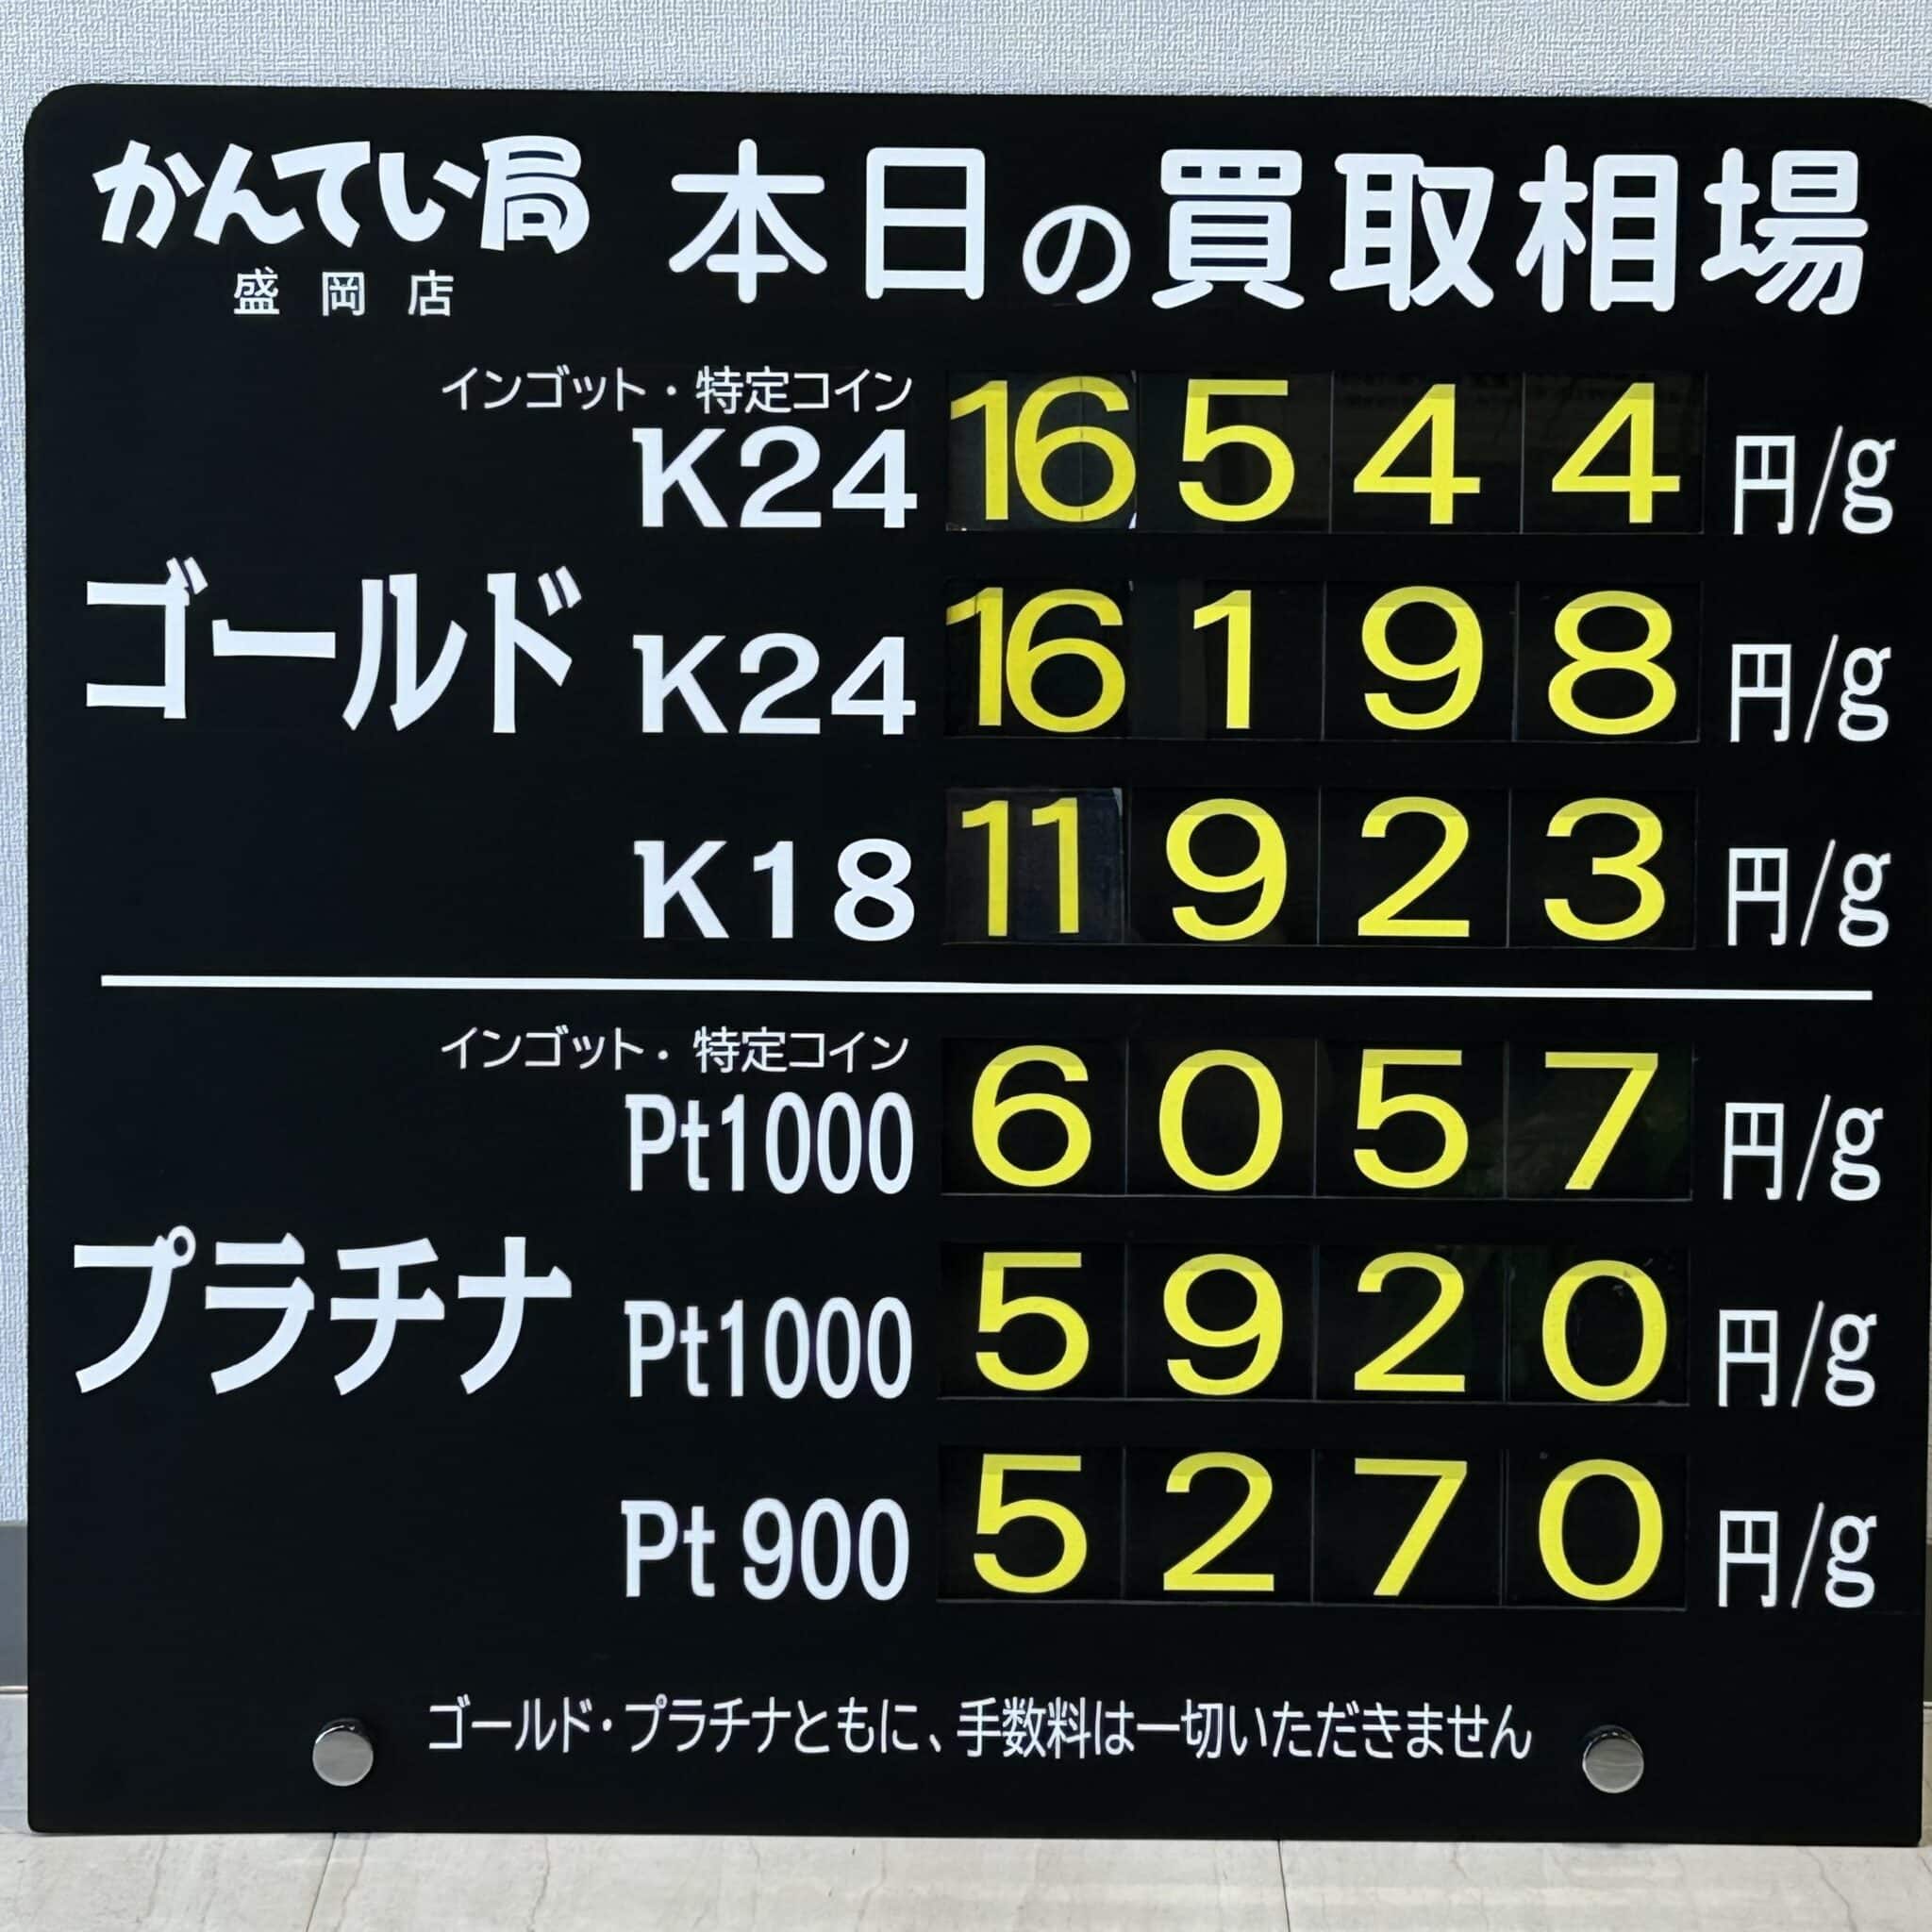 かんてい局 本日の買取相場
盛岡店
インゴット・特定コイン
K24 16544 円/g
ゴールド K24 16198 円/g
K18 11923 円/g
インゴット・特定コイン
Pt1000 6057 円/g
プラチナ Pt1000 5920 円/g
Pt900 5270 円/g
ゴールド・プラチナともに、手数料は一切いただきません